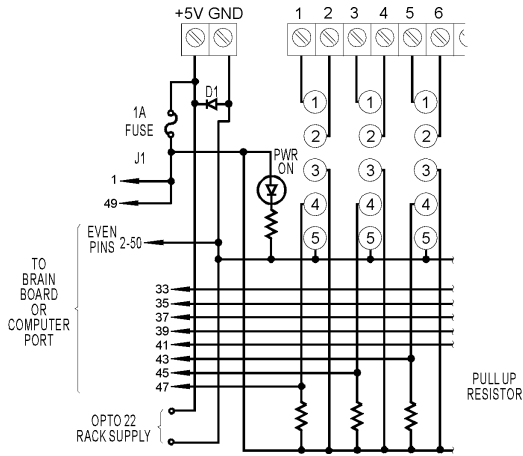 +5V GND 1 2 3 4 5 6
D1
1A
FUSE
1 1 1
2 2 2
J1
PWR
ON
3 3 3
1
49
4 4 4
EVEN
PINS 2-50
5 5 5
TO
BRAIN
BOARD
OR
COMPUTER
PORT
33
35
37
39
41
43
45
47
PULL UP
RESISTOR
OPTO 22
RACK SUPPLY